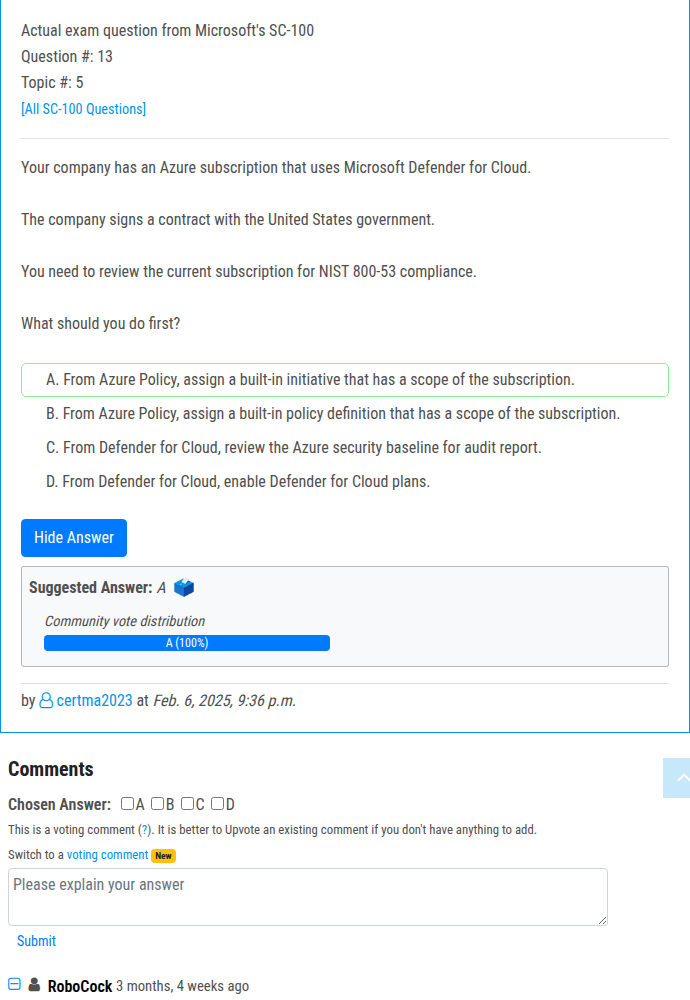 Actual exam question from Microsoft's SC-100
Question #: 13
Topic #: 5
[All SC-100 Questions]
Your company has an Azure subscription that uses Microsoft Defender for Cloud.
The company signs a contract with the United States government.
You need to review the current subscription for NIST 800-53 compliance.
What should you do first?
A. From Azure Policy, assign a built-in initiative that has a scope of the subscription.
B. From Azure Policy, assign a built-in policy definition that has a scope of the subscription.
C. From Defender for Cloud, review the Azure security baseline for audit report.
D. From Defender for Cloud, enable Defender for Cloud plans.
Hide Answer
Suggested Answer: A
Community vote distribution
A (100%)
by certma2023 at Feb. 6, 2025, 9:36 p.m.
Comments
Chosen Answer: A B C D
This is a voting comment (?). It is better to Upvote an existing comment if you don't have anything to add.
Switch to a voting comment New
Please explain your answer
Submit
RoboCock 3 months, 4 weeks ago